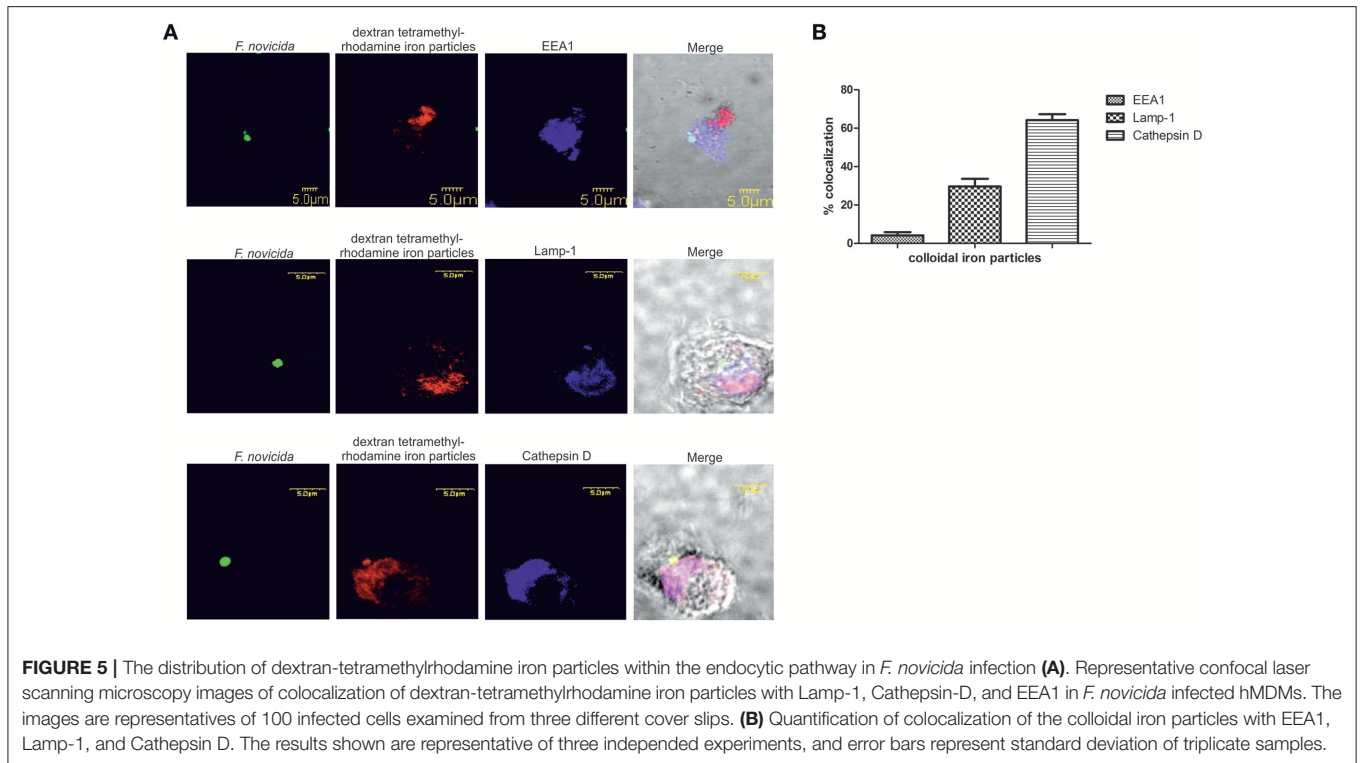 A
F. novicida
dextran tetramethyl-
rhodamine iron particles
EEA1
Merge
5.0µm
5.0µm
5.0µm
5.0µm
F. novicida
dextran tetramethyl-
rhodamine iron particles
Lamp-1
Merge
5.0µm
5.0µm
5.0µm
F. novicida
dextran tetramethyl-
rhodamine iron particles
Cathepsin D
Merge
5.0µm
5.0µm
5.0µm
B
% colocalization
80
60
40
20
0
colloidal iron particles
EEA1
Lamp-1
Cathepsin D
FIGURE 5 | The distribution of dextran-tetramethylrhodamine iron particles within the endocytic pathway in F. novicida infection (A). Representative confocal laser
scanning microscopy images of colocalization of dextran-tetramethylrhodamine iron particles with Lamp-1, Cathepsin-D, and EEA1 in F. novicida infected hMDMs. The
images are representatives of 100 infected cells examined from three different cover slips. (B) Quantification of colocalization of the colloidal iron particles with EEA1,
Lamp-1, and Cathepsin D. The results shown are representative of three independed experiments, and error bars represent standard deviation of triplicate samples.